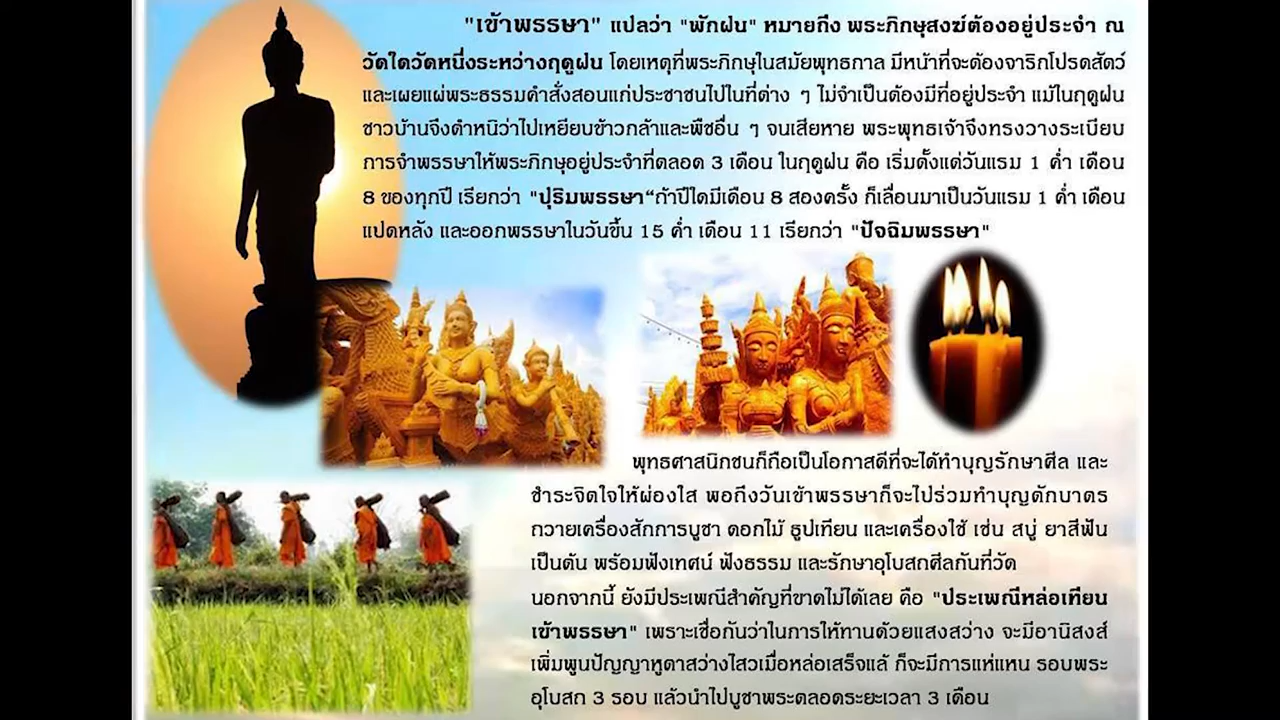 "เข้าพรรษา" แปลว่า "พักฝน" หมายถึง พระภิกษุสงฆ์ต้องอยู่ประจำ ณ
วัดใดวัดหนึ่งระหว่างฤดูฝน โดยเหตุที่พระภิกษุในสมัยพุทธกาล มีหน้าที่จะต้องจาริกโปรดสัตว์
และเผยแผ่พระธรรมคำสั่งสอนแก่ประชาชนไปในที่ต่าง ๆ ไม่จำเป็นต้องมีที่อยู่ประจำ แม้ในฤดูฝน
ชาวบ้านจึงตำหนิว่าไปเหยียบข้าวกล้าและพืชอื่น ๆ จนเสียหาย พระพุทธเจ้าจึงทรงวางระเบียบ
การจำพรรษาให้พระภิกษุอยู่ประจำที่ตลอด 3 เดือน ในฤดูฝน คือ เริ่มตั้งแต่วันแรม 1 ค่ำ เดือน
8 ของทุกปี เรียกว่า "ปุริมพรรษา“ถ้าปีใดมีเดือน 8 สองครั้ง ก็เลื่อนมาเป็นวันแรม 1 ค่ำ เดือน
แปดหลัง และออกพรรษาในวันขึ้น 15 ค่ำ เดือน 11 เรียกว่า "ปัจฉิมพรรษา"
พุทธศาสนิกชนก็ถือเป็นโอกาสดีที่จะได้ทำบุญรักษาศีล และ
ชำระจิตใจให้ผ่องใส พอถึงวันเข้าพรรษาก็จะไปร่วมทำบุญตักบาตร
ถวายเครื่องสักการบูชา ดอกไม้ ธูปเทียน และเครื่องใช้ เช่น สบู่ ยาสีฟัน
เป็นต้น พร้อมฟังเทศน์ ฟังธรรม และรักษาอุโบสถศีลกันที่วัด
นอกจากนี้ ยังมีประเพณีสำคัญที่ขาดไม่ได้เลย คือ "ประเพณีหล่อเทียน
เข้าพรรษา" เพราะเชื่อกันว่าในการให้ทานด้วยแสงสว่าง จะมีอานิสงส์
เพิ่มพูนปัญญาหูตาสว่างไสวเมื่อหล่อเสร็จแล้ ก็จะมีการแห่แหน รอบพระ
อุโบสถ 3 รอบ แล้วนำไปบูชาพระตลอดระยะเวลา 3 เดือน